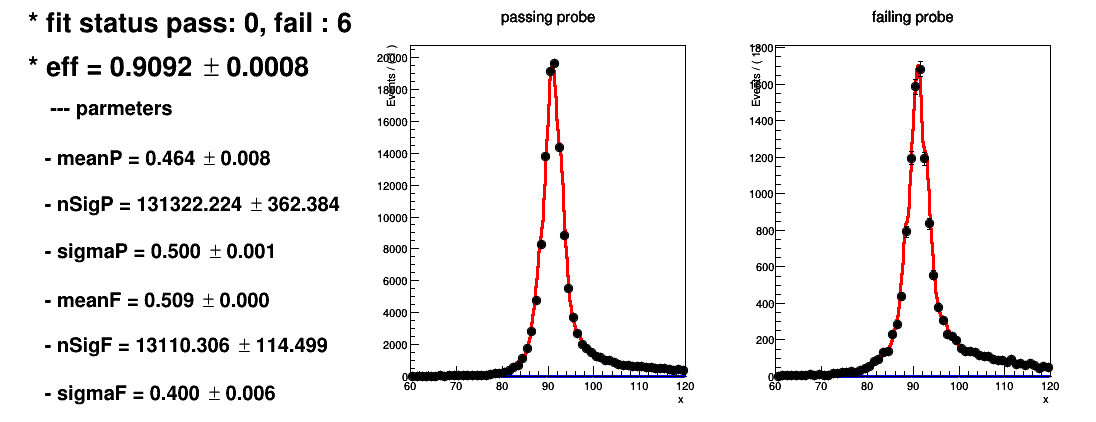 * fit status pass: 0, fail : 6
* eff = 0.9092 ± 0.0008
--- parmeters
- meanP = 0.464 ± 0.008
- nSigP = 131322.224 ± 362.384
- sigmaP = 0.500 ± 0.001
- meanF = 0.509 ± 0.000
- nSigF = 13110.306 ± 114.499
- sigmaF = 0.400 ± 0.006
passing probe
20000
18000
16000
14000
12000
10000
8000
6000
4000
2000
0
60 70 80 90 100 110 120
x
failing probe
Events / ( 1
1800
1600
1400
1200
1000
800
600
400
200
0
60 70 80 90 100 110 120
x